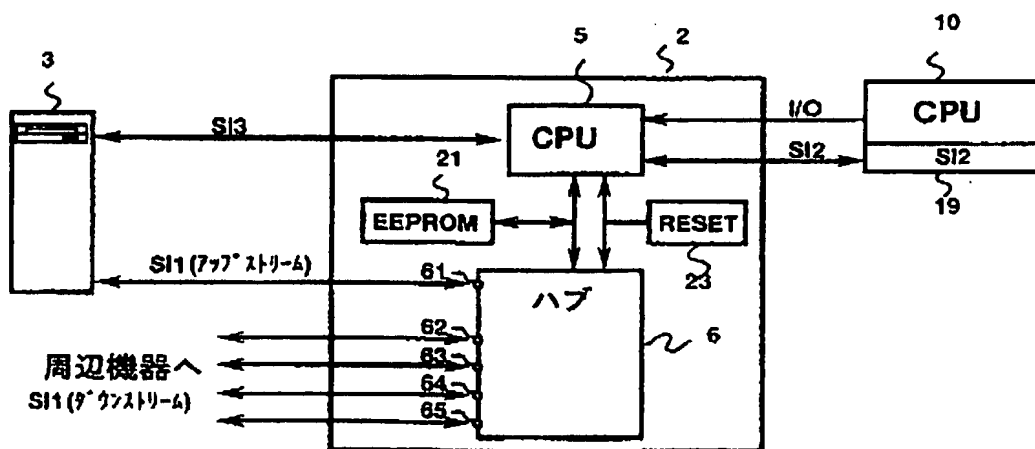 3
5
2
10
CPU
CPU
I/O
SI3
SI2
SI2
19
21
EEPROM
RESET
23
SI1(アップストリーム)
61
ハブ
62
63
64
65
6
周辺機器へ
SI1(ダウンストリーム)